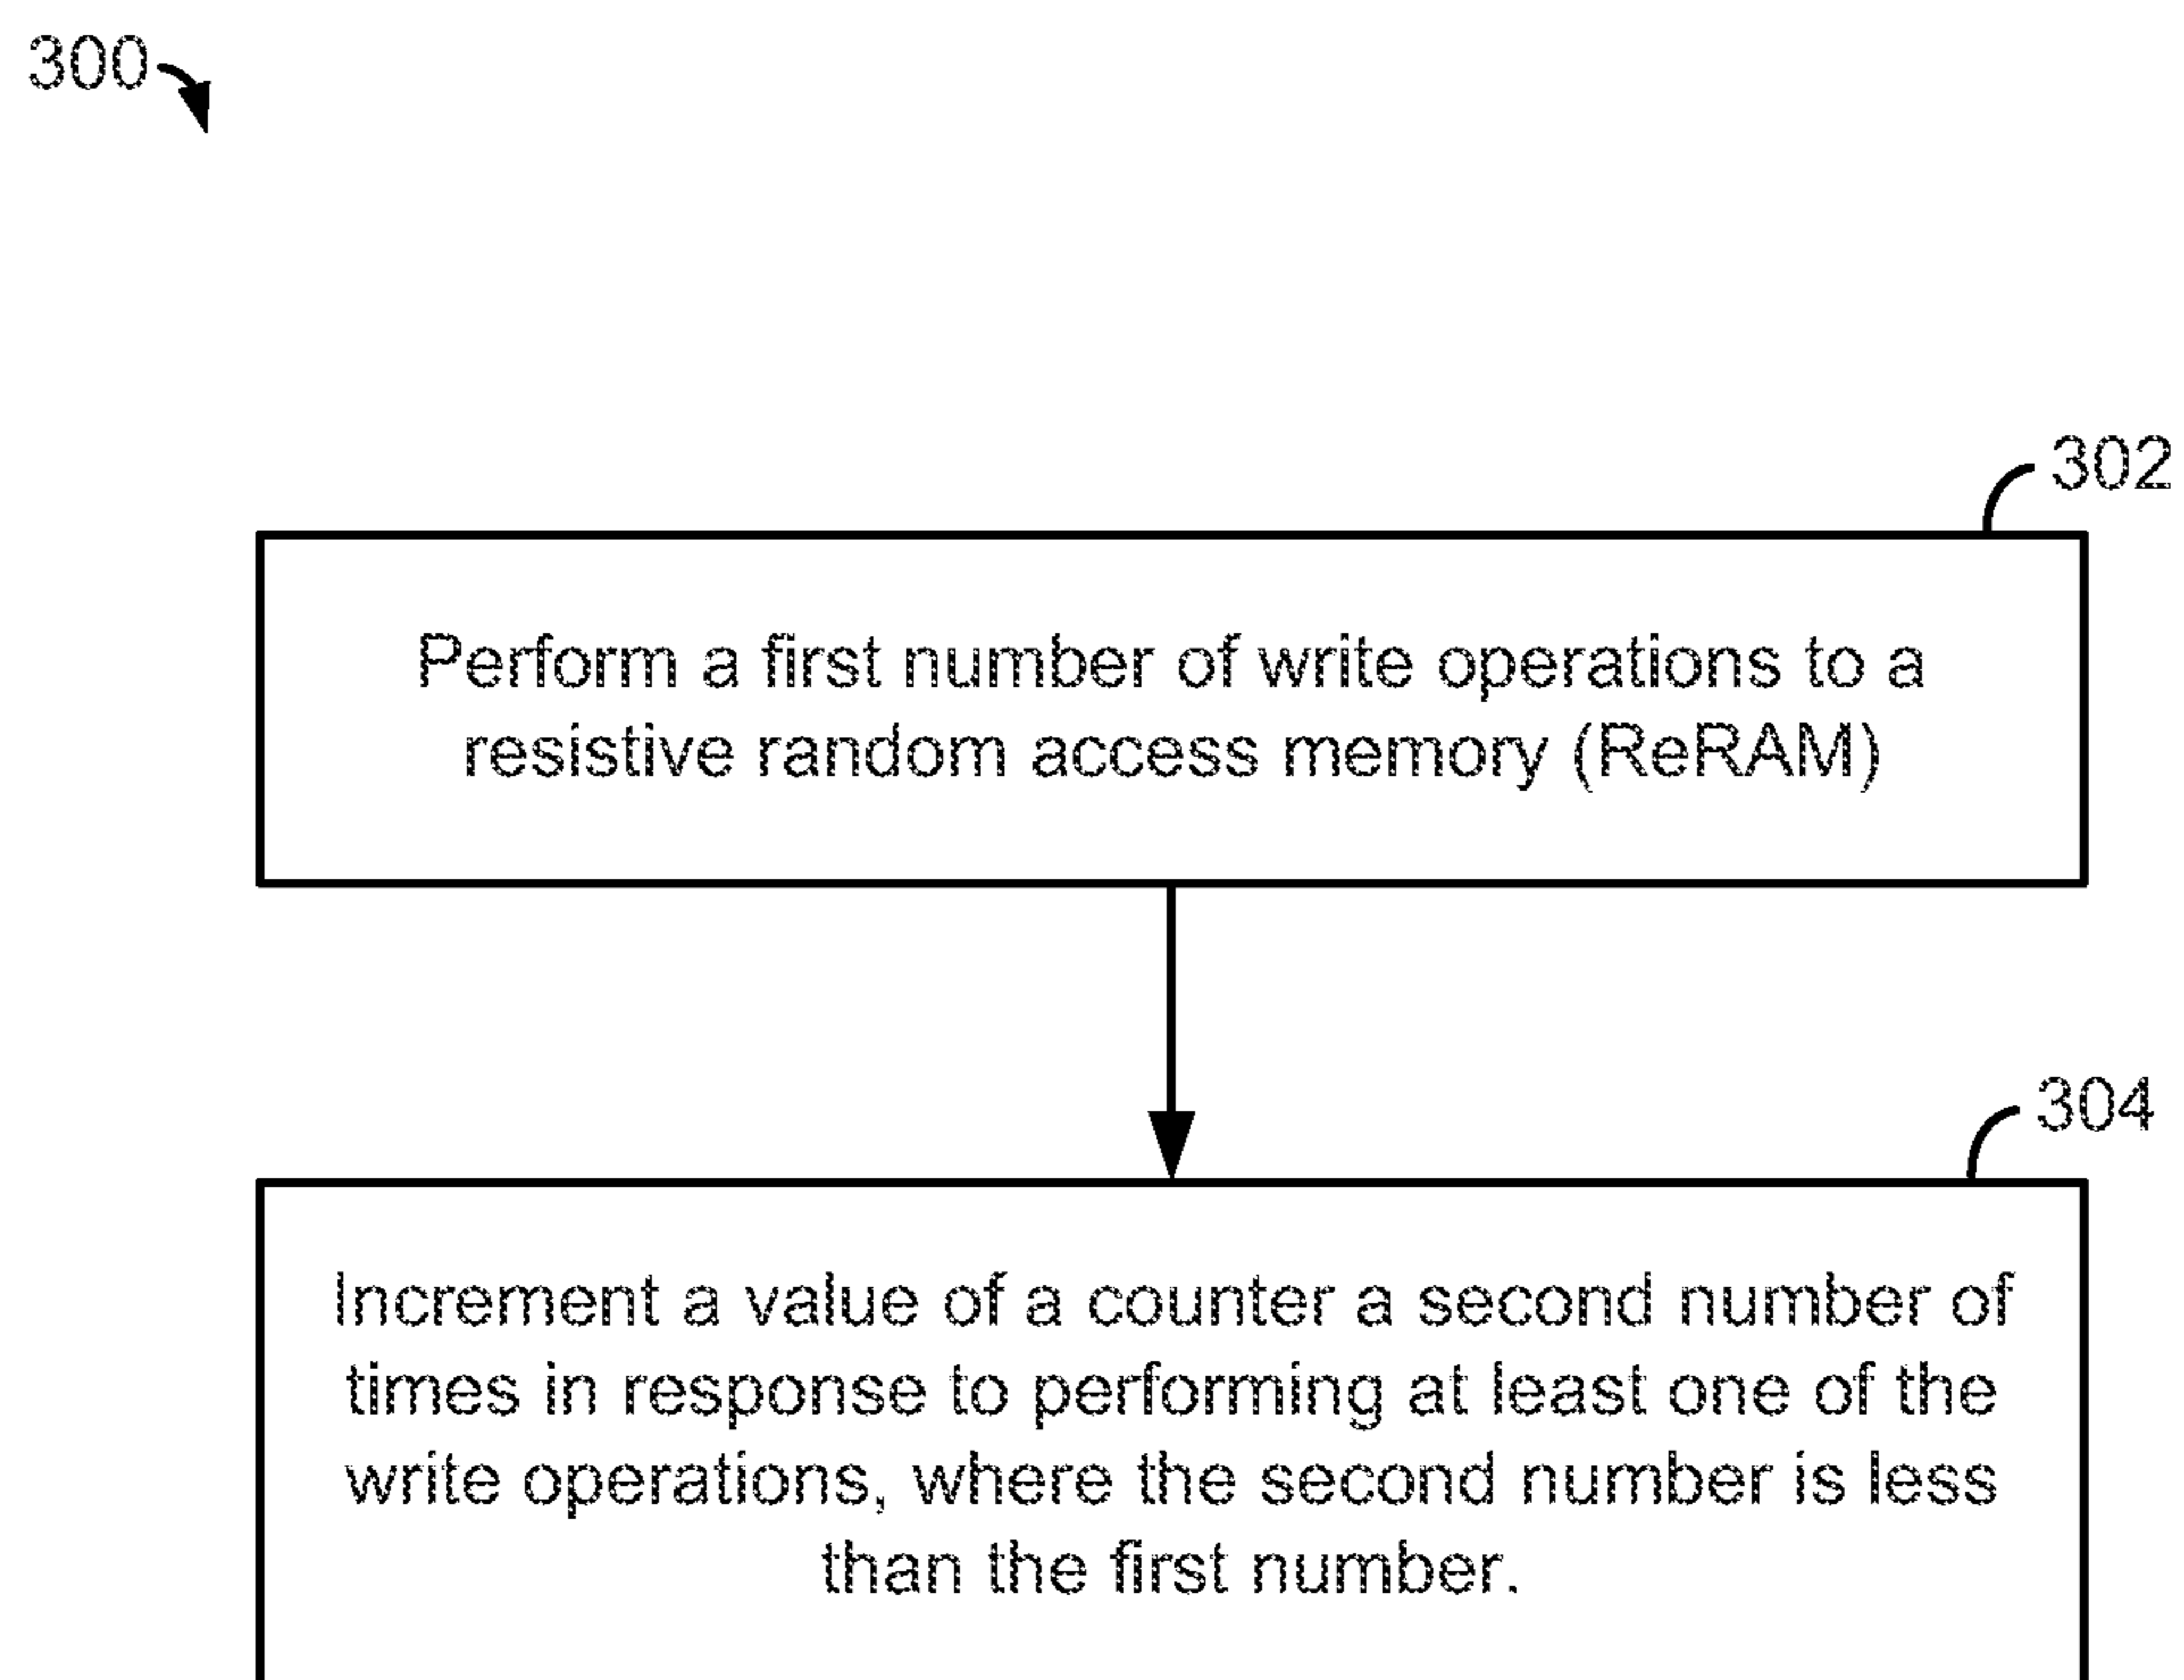 300
302
Perform a first number of write operations to a
resistive random access memory (ReRAM)
304
Increment a value of a counter a second number of
times in response to performing at least one of the
write operations, where the second number is less
than the first number.